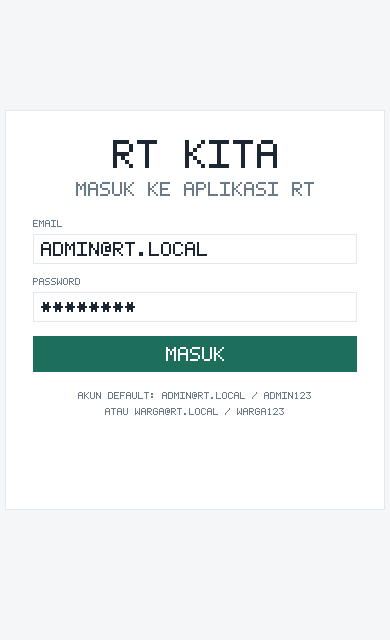 RT KITA
MASUK KE APLIKASI RT
EMAIL
ADMIN@RT.LOCAL
PASSWORD
********
MASUK
AKUN DEFAULT: ADMIN@RT.LOCAL / ADMIN123
ATAU WARGA@RT.LOCAL / WARGA123